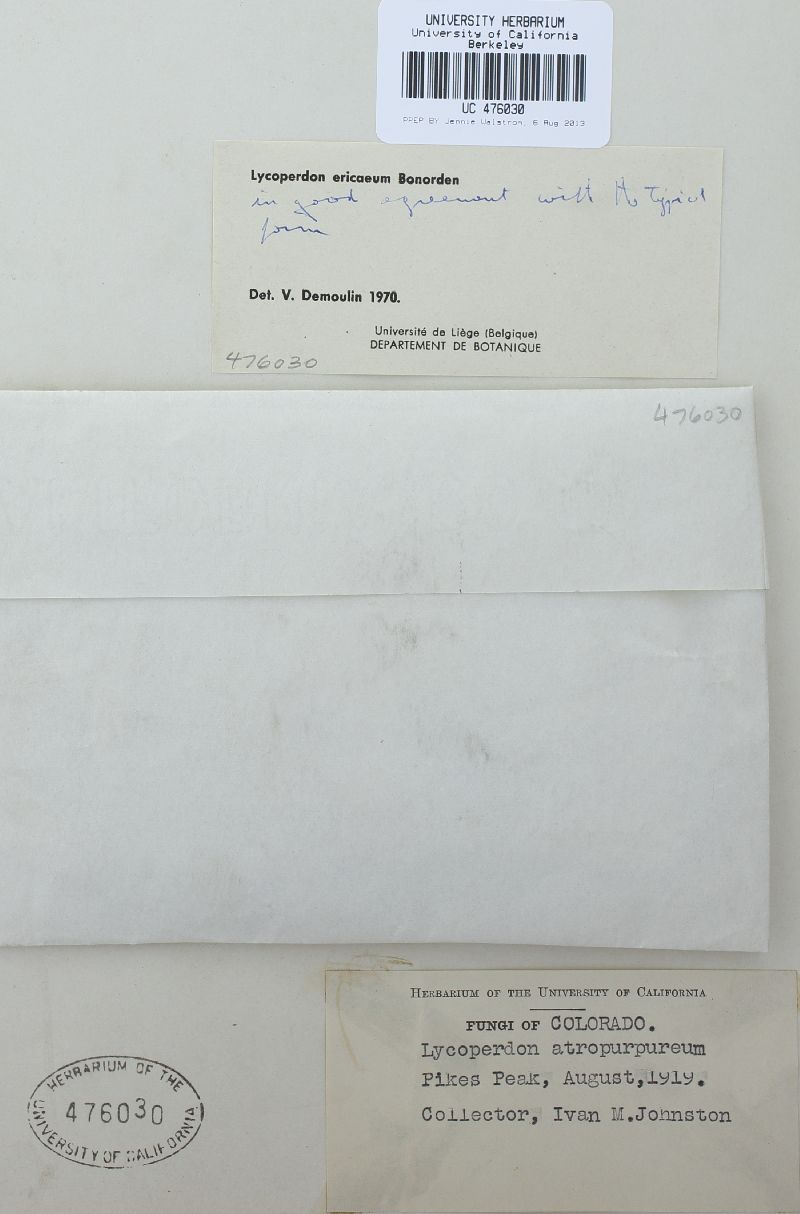 UNIVERSITY HERBARIUM
University of California
Berkeley
UC 476030
PREP BY Jennie Walstrom, 6 Aug 2013
Lycoperdon ericaeum Bonorden
in good agreement with the typical
form
Det. V. Demoulin 1970.
Université de Liège (Belgique)
DEPARTEMENT DE BOTANIQUE
476030
476030
HERBARIUM OF THE UNIVERSITY OF CALIFORNIA
FUNGI OF COLORADO.
Lycoperdon atropurpureum
Pikes Peak, August,1919.
Collector, Ivan M.Johnston
HERBARIUM OF THE
476030
UNIVERSITY OF CALIFORNIA